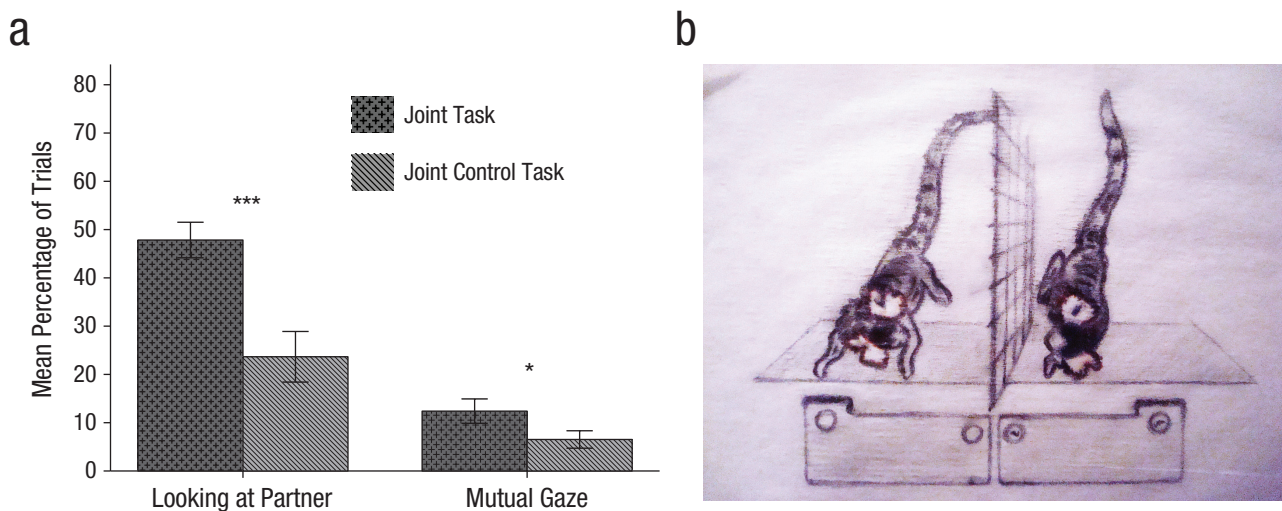 a
b
80
70
60
50
40
30
20
10
0
Mean Percentage of Trials
Joint Task
Joint Control Task
***
*
Looking at Partner
Mutual Gaze